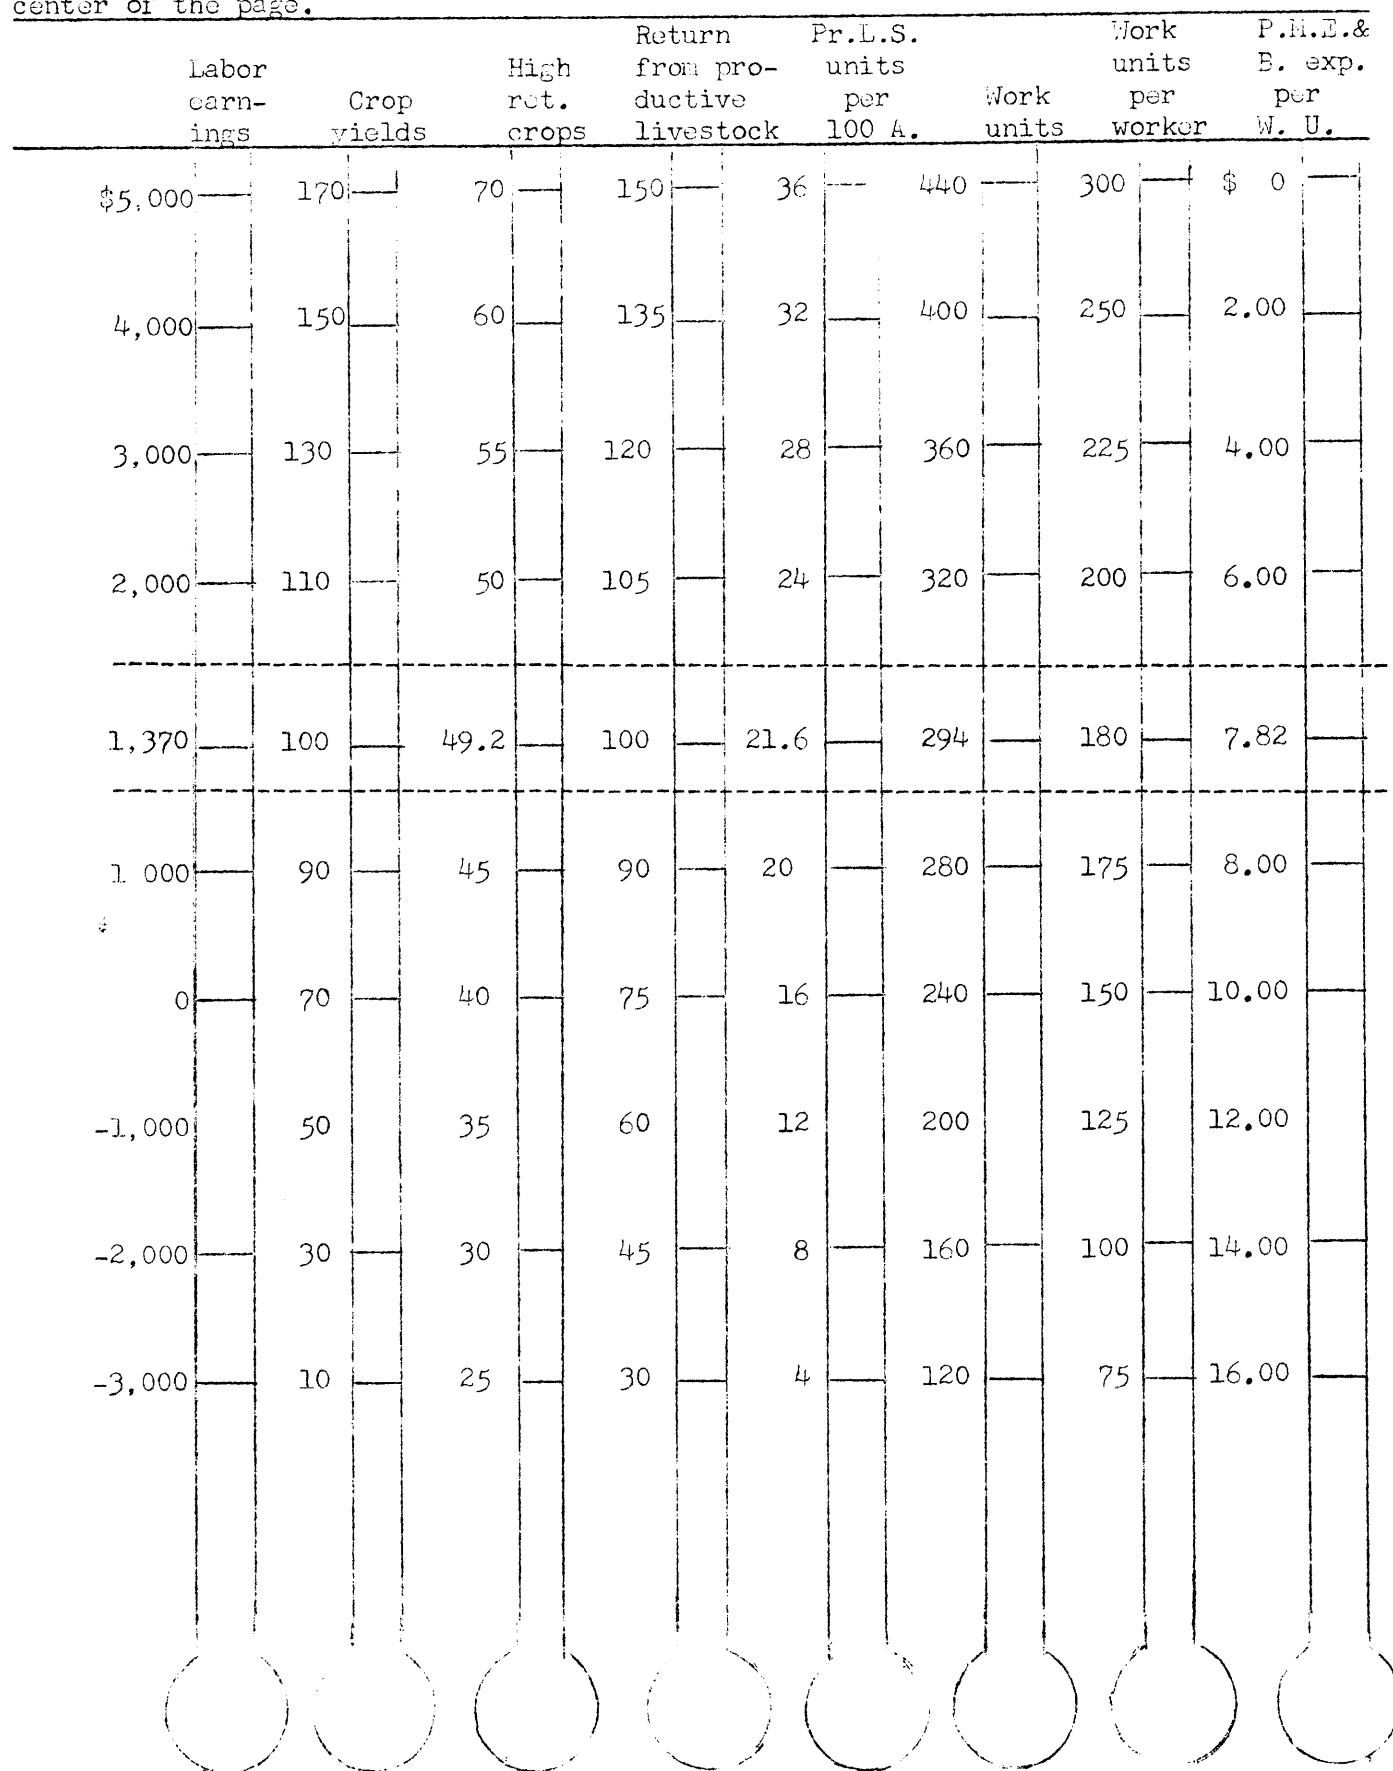 center of the page.
Return Pr.L.S. Work P.M.E.&
Labor High from pro- units units B. exp.
earn- Crop ret. ductive per Work per per
ings yields crops livestock 100 A. units worker W. U.
$5,000 170 70 150 36 440 300 $ 0
4,000 150 60 135 32 400 250 2.00
3,000 130 55 120 28 360 225 4.00
2,000 110 50 105 24 320 200 6.00
1,370 100 49.2 100 21.6 294 180 7.82
1 000 90 45 90 20 280 175 8.00
0 70 40 75 16 240 150 10.00
-1,000 50 35 60 12 200 125 12.00
-2,000 30 30 45 8 160 100 14.00
-3,000 10 25 30 4 120 75 16.00